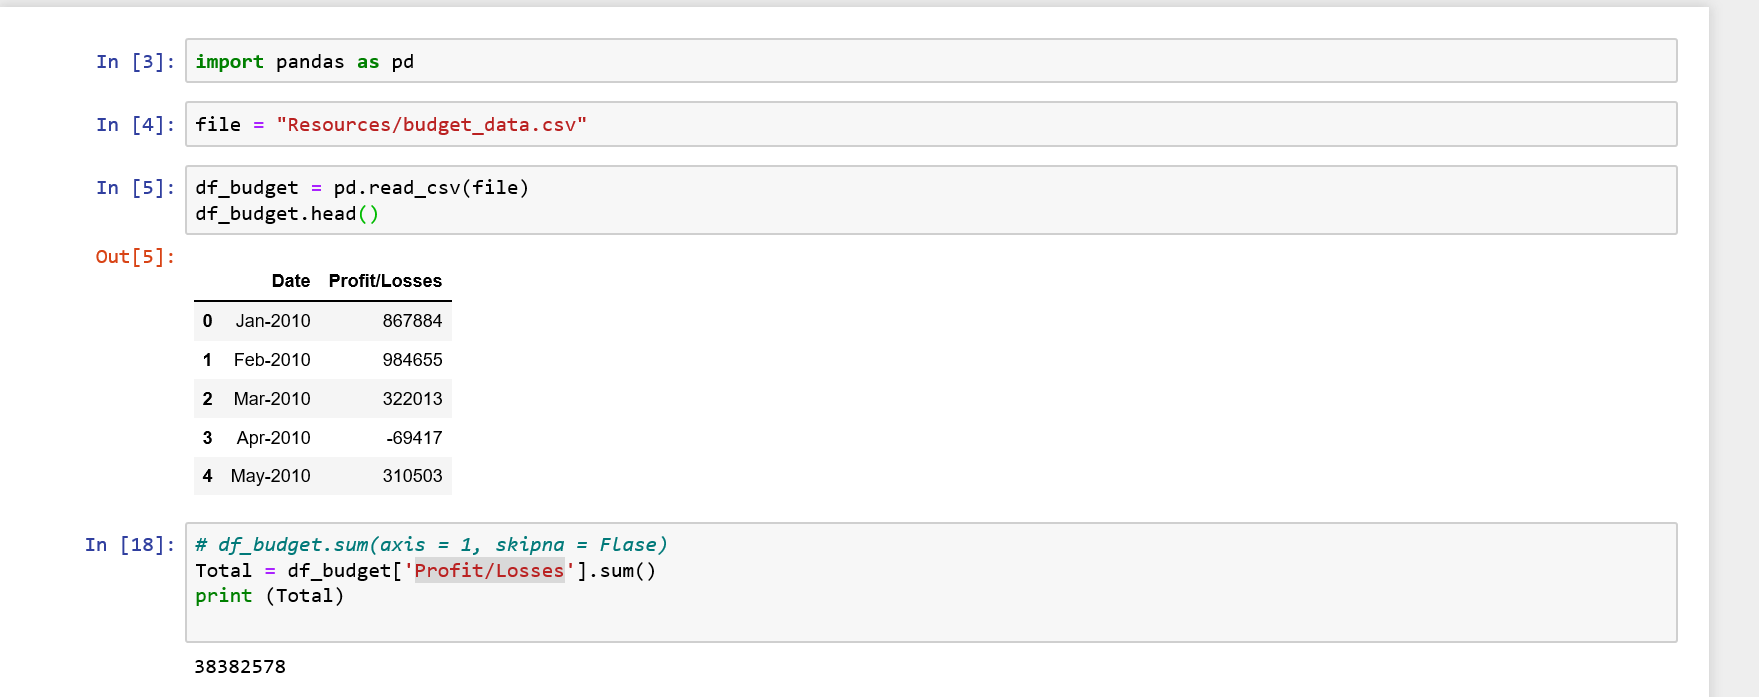 In [3]: import pandas as pd
In [4]: file = "Resources/budget_data.csv"
In [5]: df_budget = pd.read_csv(file)
df_budget.head()
Out[5]:
Date Profit/Losses
0 Jan-2010 867884
1 Feb-2010 984655
2 Mar-2010 322013
3 Apr-2010 -69417
4 May-2010 310503
In [18]: # df_budget.sum(axis = 1, skipna = Flase)
Total = df_budget['Profit/Losses'].sum()
print (Total)
38382578